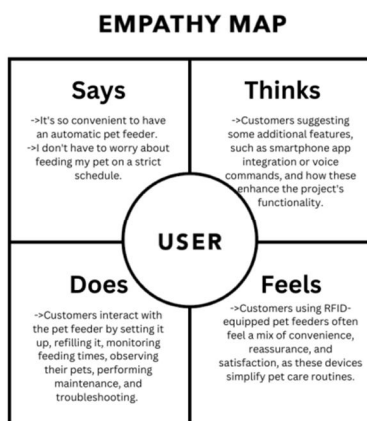 EMPATHY MAP
Says
->It's so convenient to have
an automatic pet feeder.
->I don't have to worry about
feeding my pet on a strict
schedule.
Thinks
->Customers suggesting
some additional features,
such as smartphone app
integration or voice
commands, and how these
enhance the project's
functionality.
USER
Does
->Customers interact with
the pet feeder by setting it
up, refilling it, monitoring
feeding times, observing
their pets, performing
maintenance, and
troubleshooting.
Feels
->Customers using RFID-
equipped pet feeders often
feel a mix of convenience,
reassurance, and
satisfaction, as these devices
simplify pet care routines.